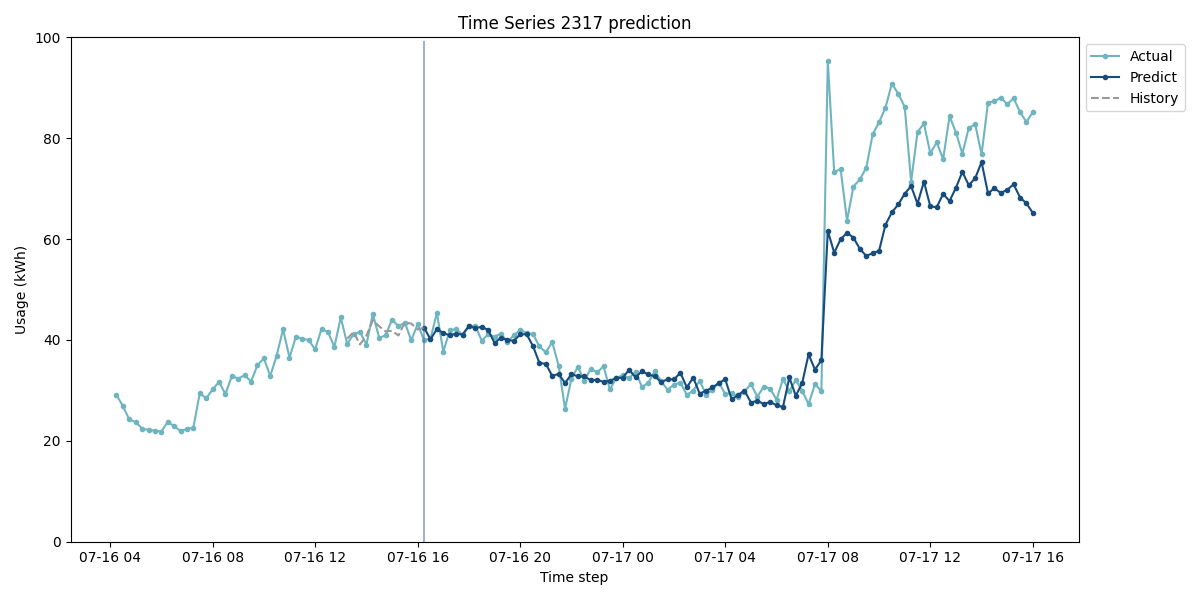 Time Series 2317 prediction
100
80
60
40
20
0
Usage (kWh)
07-16 04 07-16 08 07-16 12 07-16 16 07-16 20 07-17 00 07-17 04 07-17 08 07-17 12 07-17 16
Time step
Actual
Predict
History